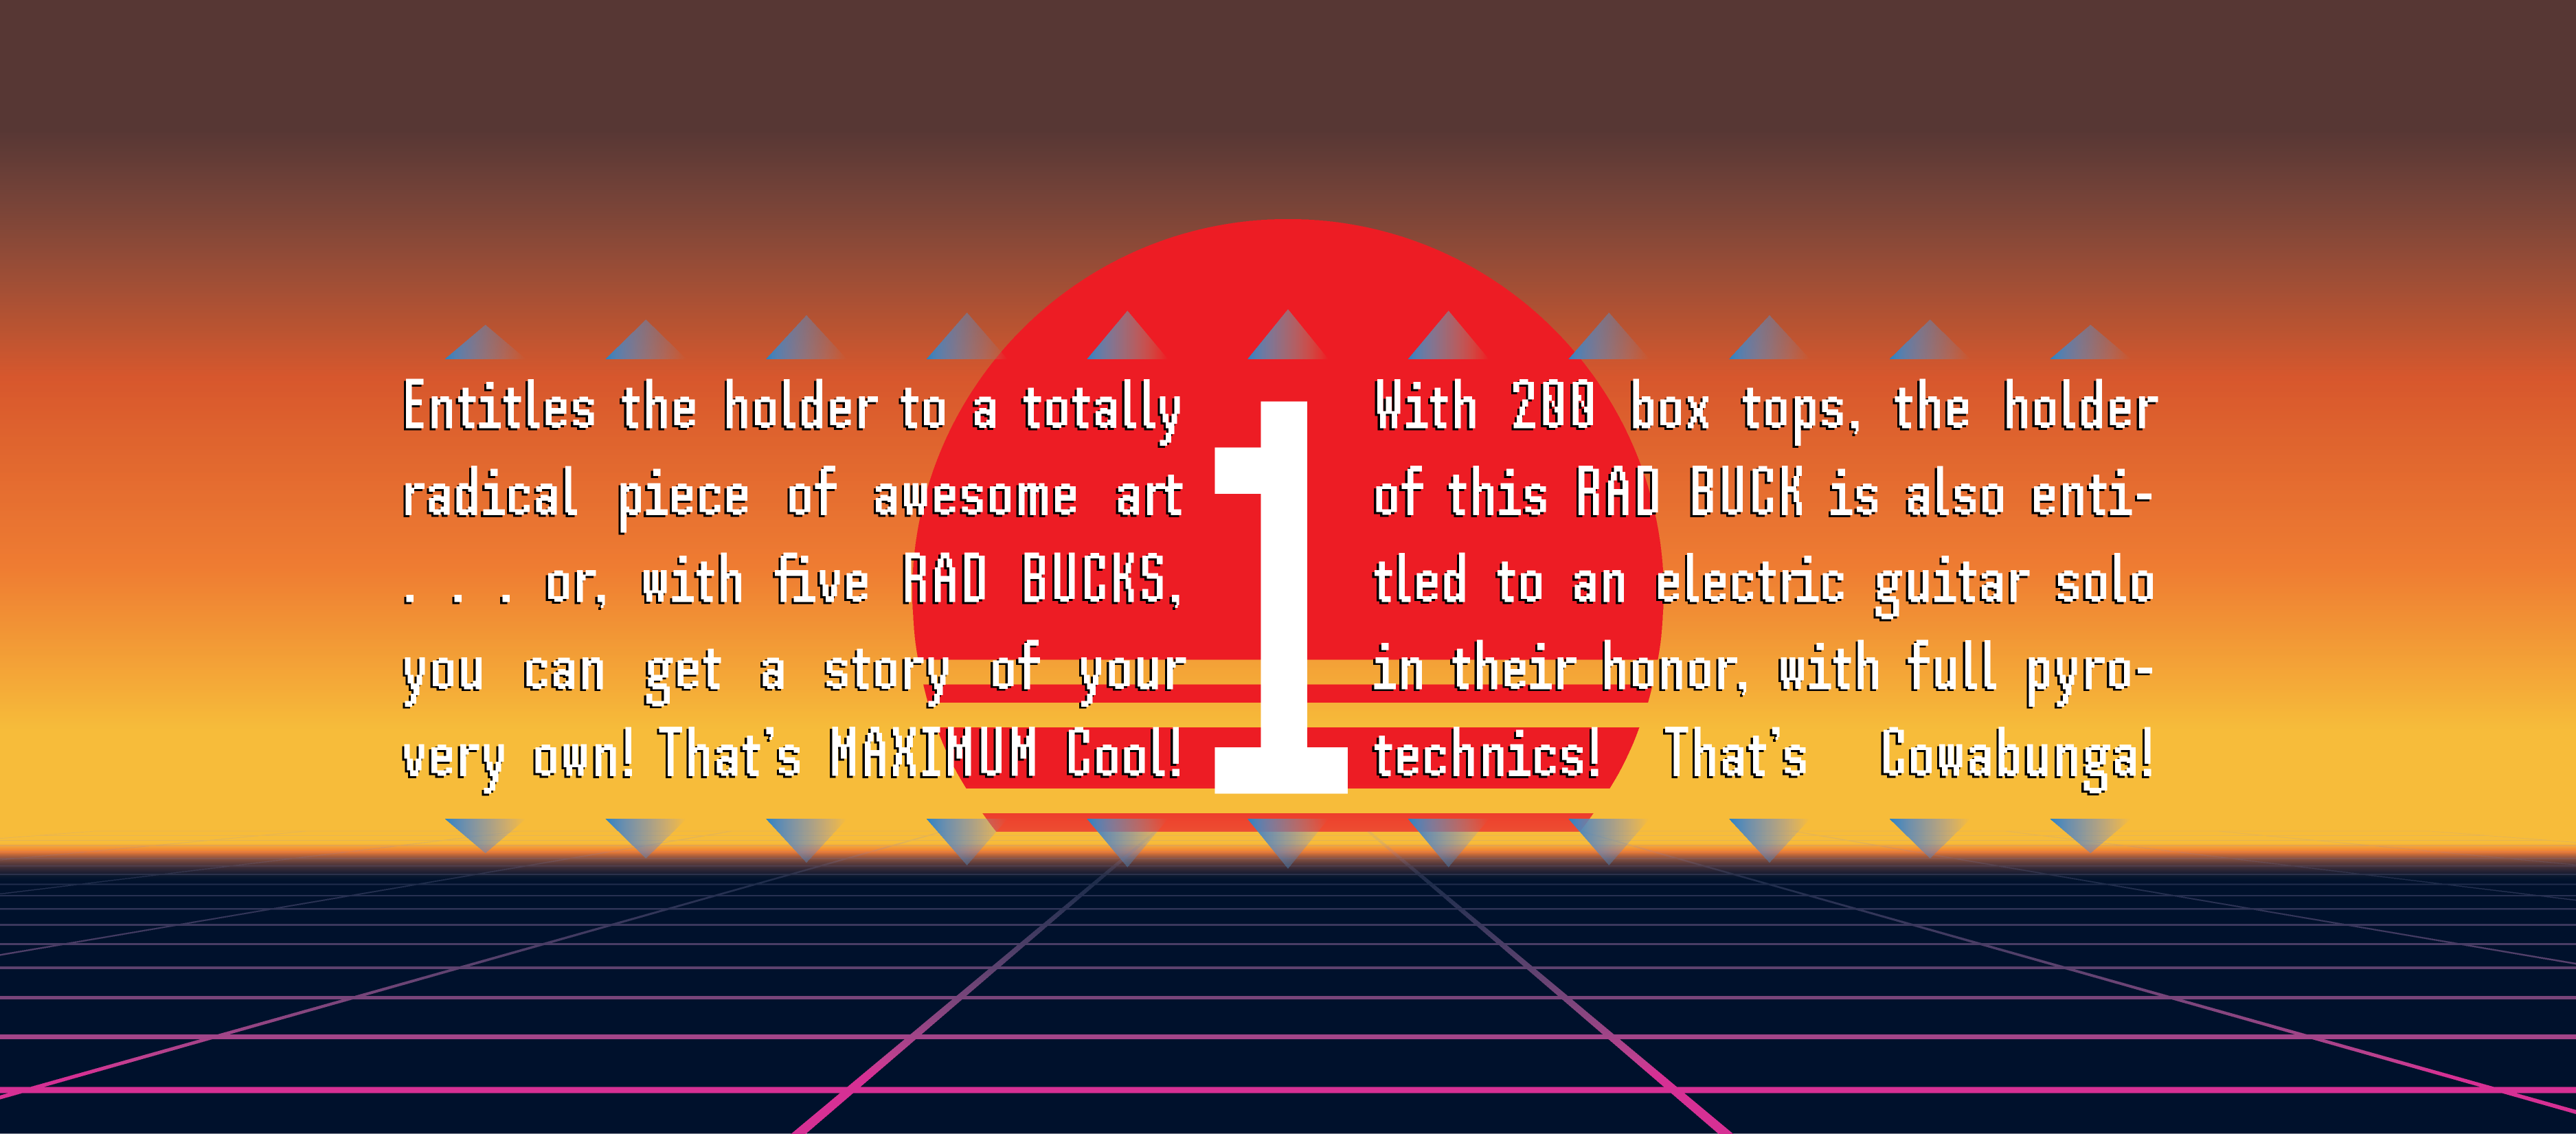 Entitles the holder to a totally
radical piece of awesome art
. . . or, with five RAD BUCKS,
you can get a story of your
very own! That's MAXIMUM Cool!
1
With 200 box tops, the holder
of this RAD BUCK is also enti-
tled to an electric guitar solo
in their honor, with full pyro-
technics! That's Cowabunga!